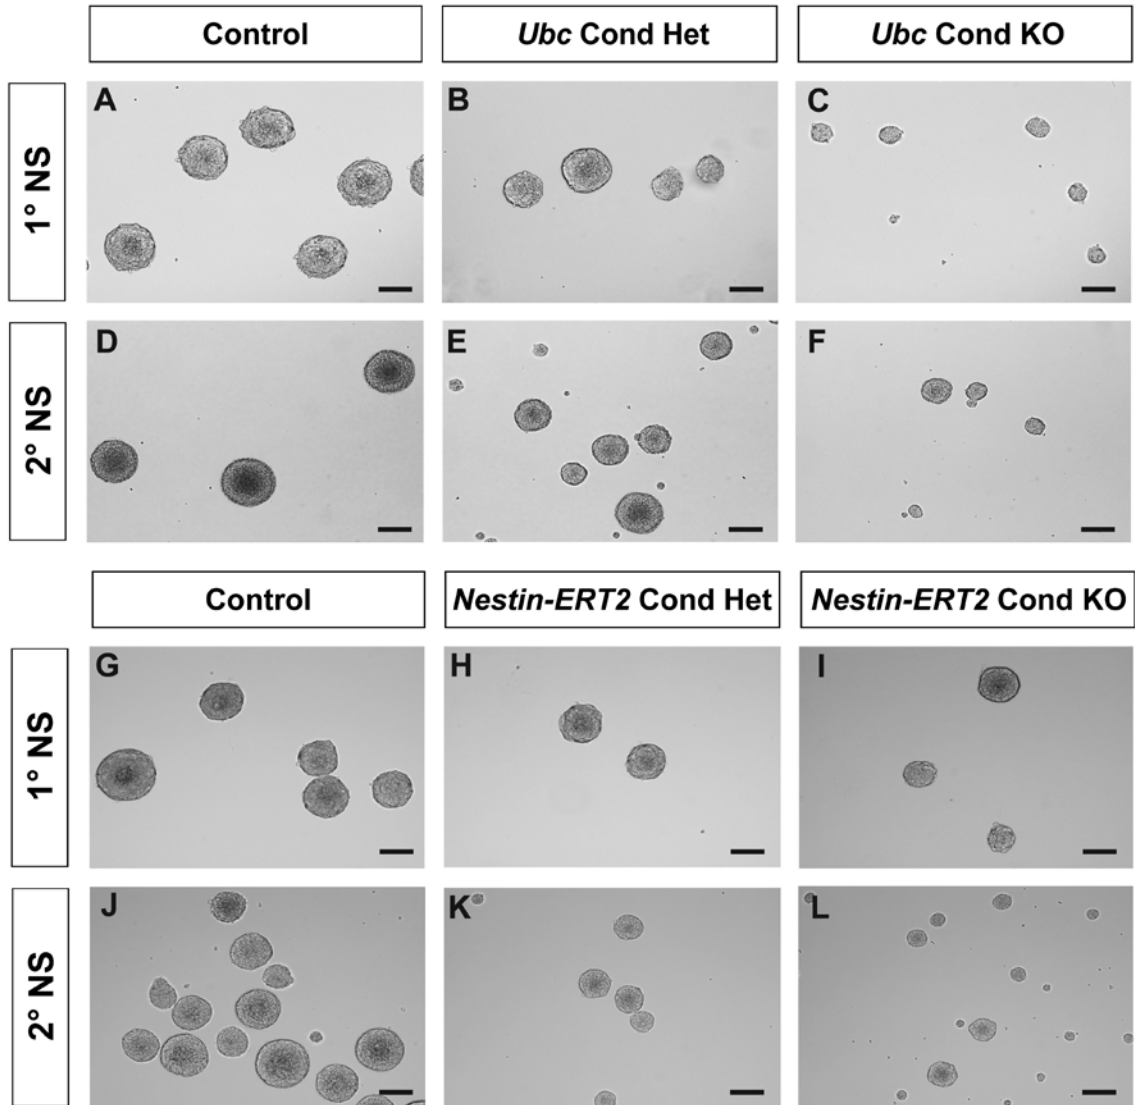 Control
Ubc Cond Het
Ubc Cond KO
1° NS
A
B
C
2° NS
D
E
F
Control
Nestin-ERT2 Cond Het
Nestin-ERT2 Cond KO
1° NS
G
H
I
2° NS
J
K
L